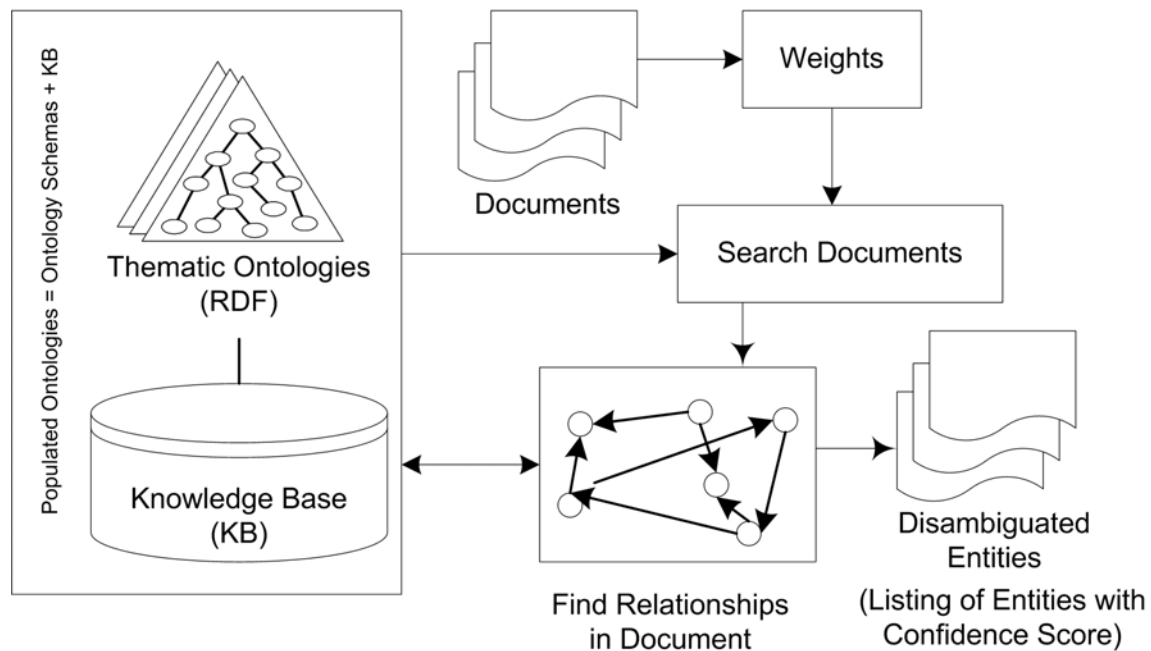 Populated Ontologies = Ontology Schemas + KB
Thematic Ontologies
(RDF)
Knowledge Base
(KB)
Documents
Weights
Search Documents
Find Relationships
in Document
Disambiguated
Entities
(Listing of Entities with
Confidence Score)